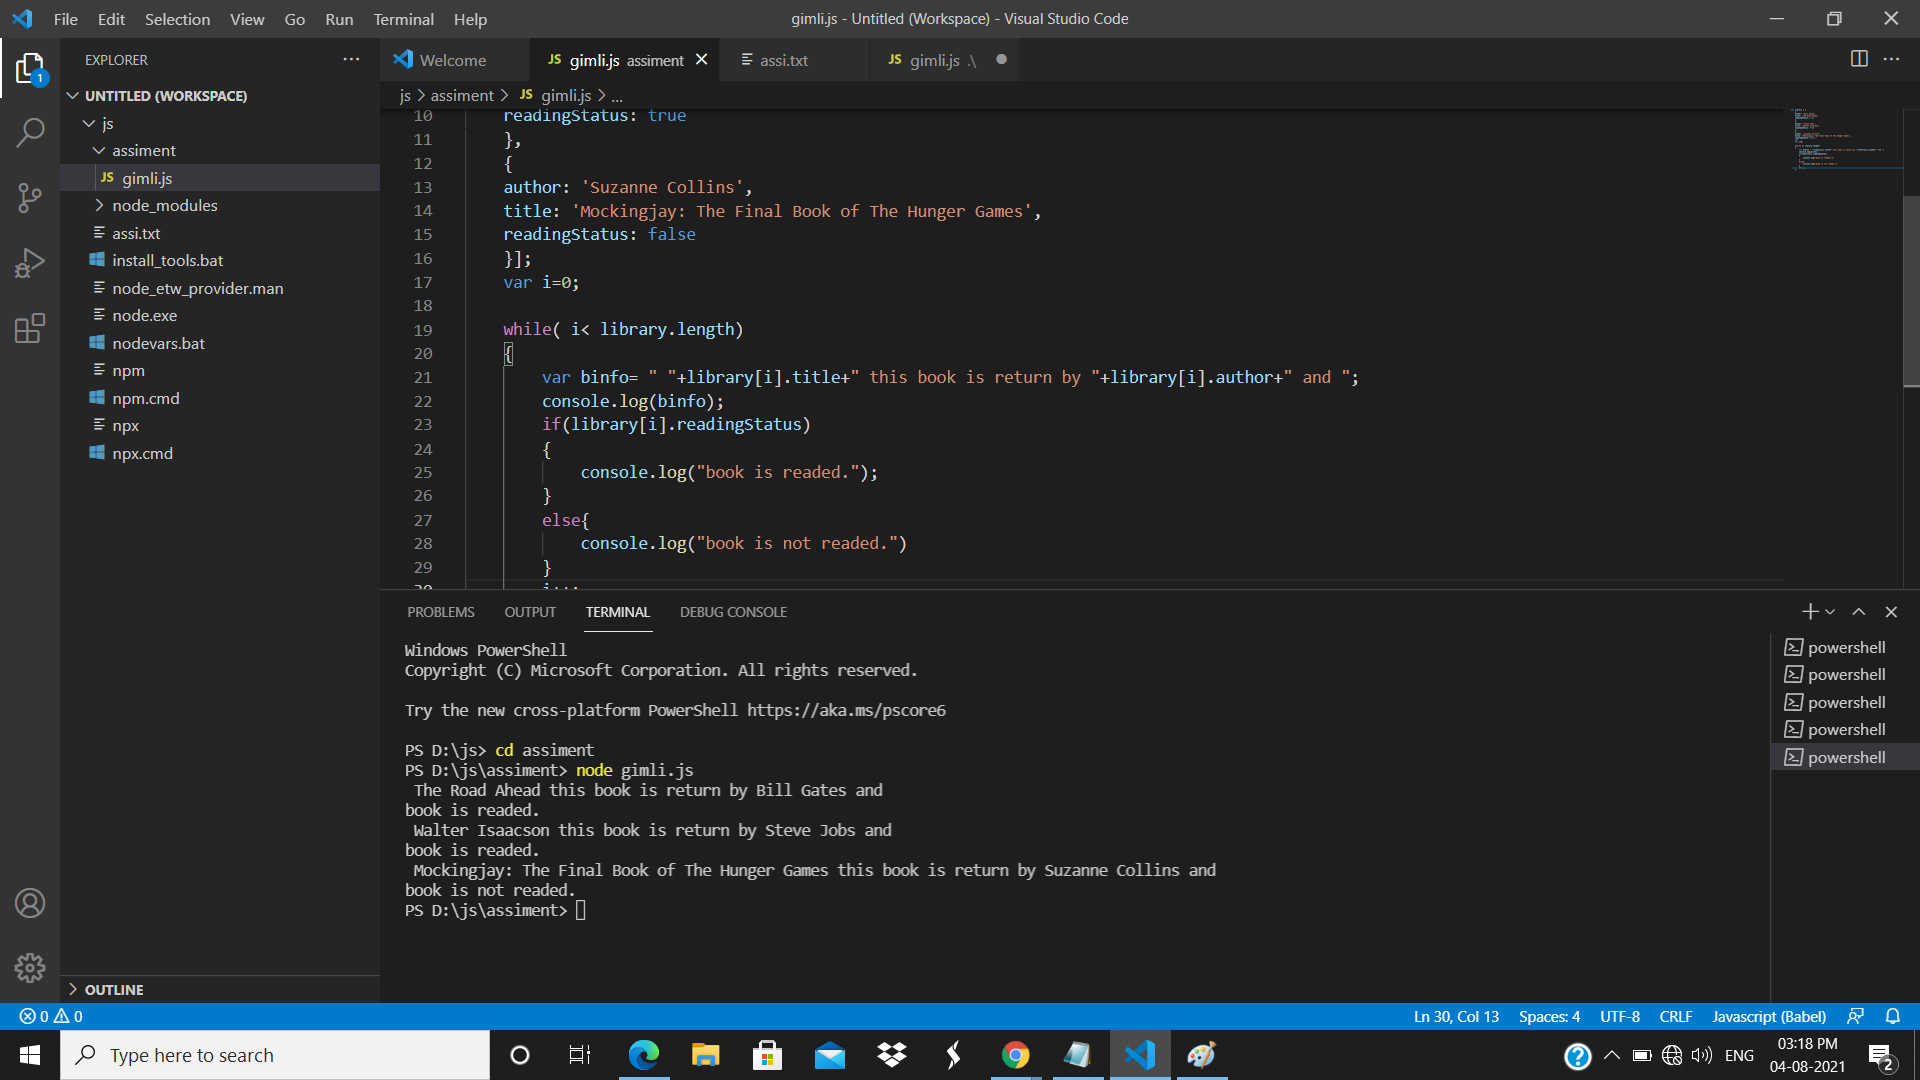 File Edit Selection View Go Run Terminal Help
gimli.js - Untitled (Workspace) - Visual Studio Code
EXPLORER
1
UNTITLED (WORKSPACE)
js
assiment
JS gimli.js
node_modules
assi.txt
install_tools.bat
node_etw_provider.man
node.exe
nodevars.bat
npm
npm.cmd
npx
npx.cmd
OUTLINE
Welcome
JS gimli.js assiment
assi.txt
JS gimli.js .\
js > assiment > JS gimli.js > ...
10 readingStatus: true
11 },
12 {
13 author: 'Suzanne Collins',
14 title: 'Mockingjay: The Final Book of The Hunger Games',
15 readingStatus: false
16 }];
17 var i=0;
18
19 while( i< library.length)
20 {
21 var binfo= " "+library[i].title+" this book is return by "+library[i].author+" and ";
22 console.log(binfo);
23 if(library[i].readingStatus)
24 {
25 console.log("book is readed.");
26 }
27 else{
28 console.log("book is not readed.")
29 }
30 i++;
PROBLEMS OUTPUT TERMINAL DEBUG CONSOLE
Windows PowerShell
Copyright (C) Microsoft Corporation. All rights reserved.
Try the new cross-platform PowerShell https://aka.ms/pscore6
PS D:\js> cd assiment
PS D:\js\assiment> node gimli.js
The Road Ahead this book is return by Bill Gates and
book is readed.
Walter Isaacson this book is return by Steve Jobs and
book is readed.
Mockingjay: The Final Book of The Hunger Games this book is return by Suzanne Collins and
book is not readed.
PS D:\js\assiment>
powershell
powershell
powershell
powershell
powershell
0 0
Ln 30, Col 13 Spaces: 4 UTF-8 CRLF Javascript (Babel)
Type here to search
ENG
03:18 PM
04-08-2021
2